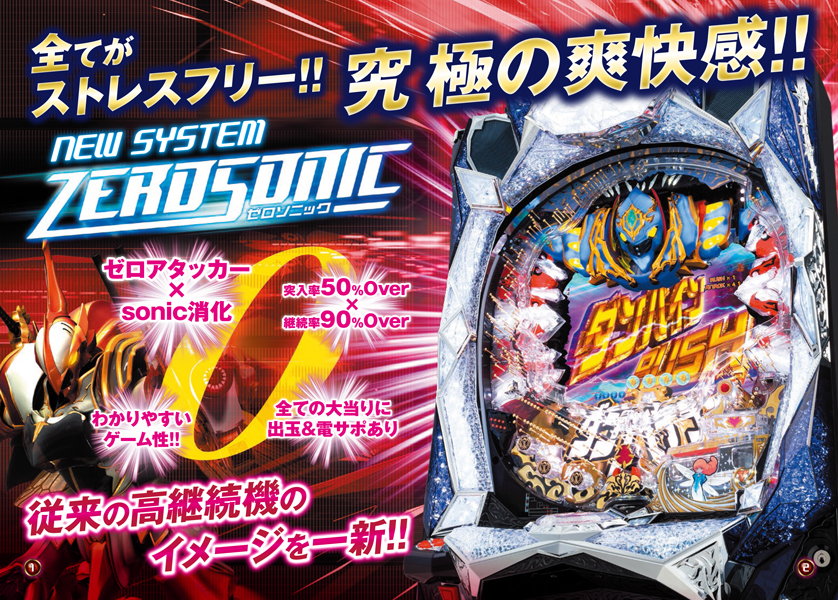 全てが
ストレスフリー!!
究極の爽快感!!
NEW SYSTEM
ZEROSONIC
ゼロソニック
ゼロアタッカー
×
sonic消化
突入率50%Over
×
継続率90%Over
わかりやすい
ゲーム性!!
全ての大当りに
出玉&電サポあり
従来の高継続機の
イメージを一新!!
ダンバイン
RUSH
1
2